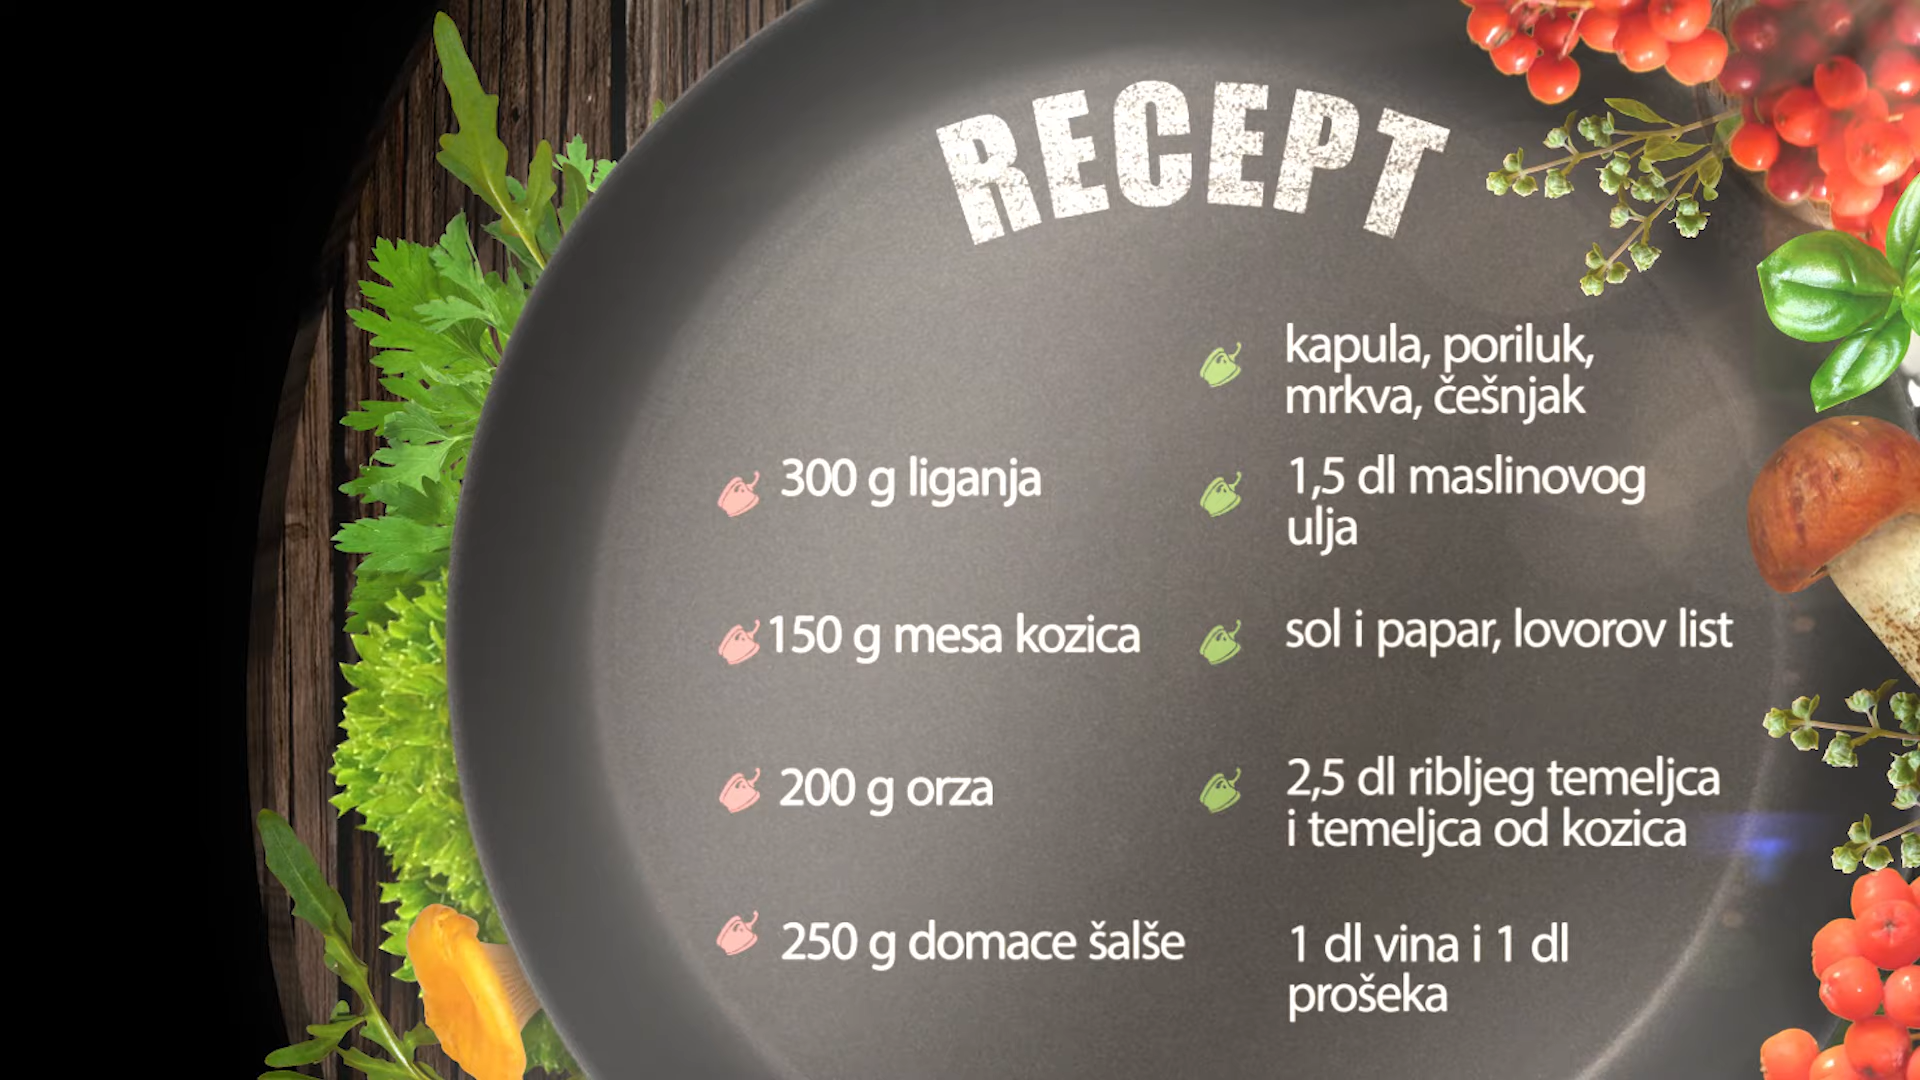 RECEPT
300 g liganja
150 g mesa kozica
200 g orza
250 g domace šalše
kapula, poriluk,
mrkva, češnjak
1,5 dl maslinovog
ulja
sol i papar, lovorov list
2,5 dl ribljeg temeljca
i temeljca od kozica
1 dl vina i 1 dl
prošeka